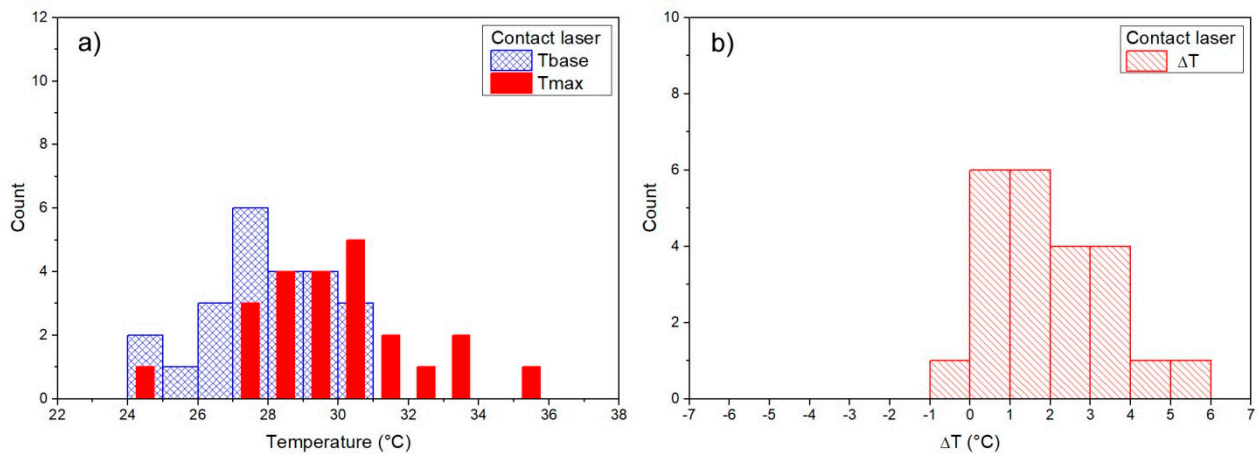 a)
Contact laser
Tbase
Tmax
12
10
8
6
4
2
0
Count
22 24 26 28 30 32 34 36 38
Temperature (°C)
b)
Contact laser
ΔT
10
8
6
4
2
0
Count
-7 -6 -5 -4 -3 -2 -1 0 1 2 3 4 5 6 7
ΔT (°C)